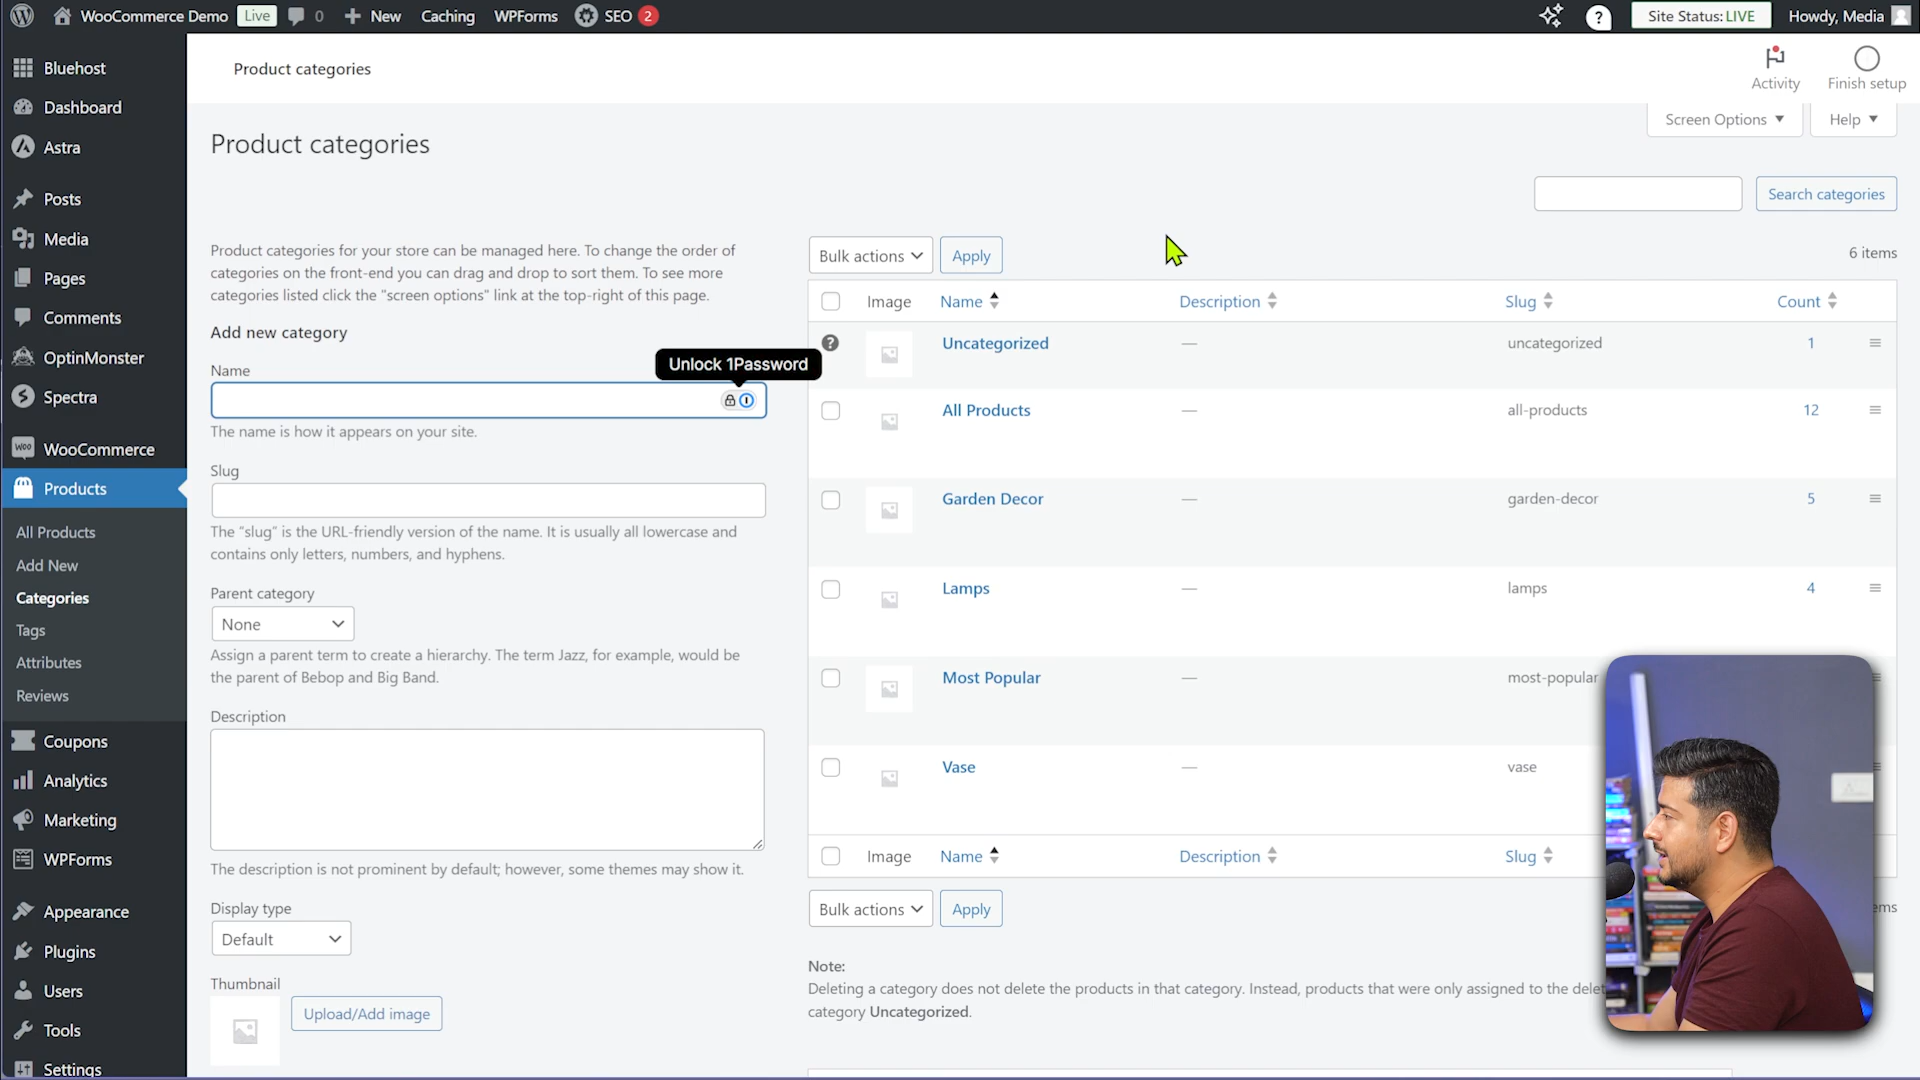 WooCommerce Demo Live 0 New Caching WPForms SEO 2 ? Site Status: LIVE Howdy, Media
Bluehost
Dashboard
Astra
Posts
Media
Pages
Comments
OptinMonster
Spectra
WooCommerce
Products
All Products
Add New
Categories
Tags
Attributes
Reviews
Coupons
Analytics
Marketing
WPForms
Appearance
Plugins
Users
Tools
Settings
Product categories
Activity
Finish setup
Screen Options
Help
Product categories
Search categories
Product categories for your store can be managed here. To change the order of
categories on the front-end you can drag and drop to sort them. To see more
categories listed click the "screen options" link at the top-right of this page.
Add new category
Name
Unlock 1Password
The name is how it appears on your site.
Slug
The “slug” is the URL-friendly version of the name. It is usually all lowercase and
contains only letters, numbers, and hyphens.
Parent category
None
Assign a parent term to create a hierarchy. The term Jazz, for example, would be
the parent of Bebop and Big Band.
Description
The description is not prominent by default; however, some themes may show it.
Display type
Default
Thumbnail
Upload/Add image
Bulk actions Apply
6 items
Image Name Description Slug Count
? Uncategorized — uncategorized 1
All Products — all-products 12
Garden Decor — garden-decor 5
Lamps — lamps 4
Most Popular — most-popular
Vase — vase
Image Name Description Slug
Bulk actions Apply
Note:
Deleting a category does not delete the products in that category. Instead, products that were only assigned to the
category Uncategorized.